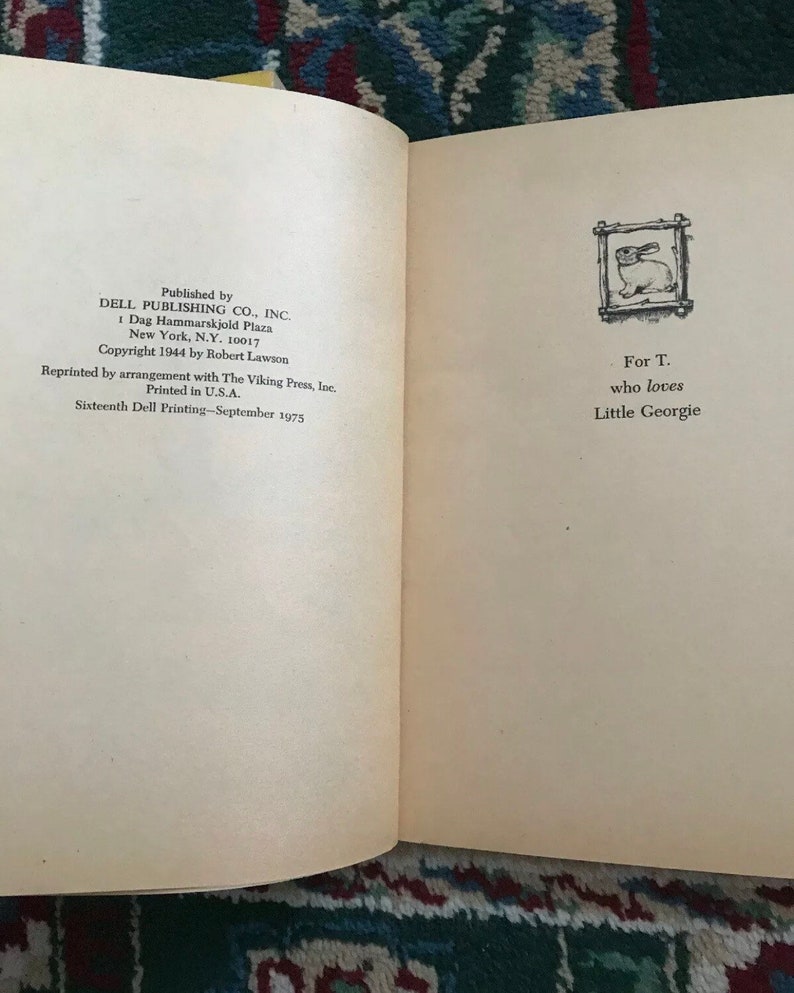 Published by
DELL PUBLISHING CO., INC.
1 Dag Hammarskjold Plaza
New York, N.Y. 10017
Copyright 1944 by Robert Lawson
Reprinted by arrangement with The Viking Press, Inc.
Printed in U.S.A.
Sixteenth Dell Printing—September 1975
For T.
who loves
Little Georgie